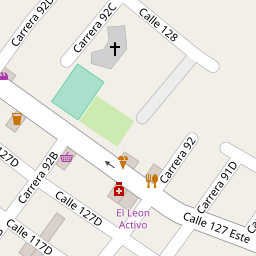 Carrera 92D
Carrera 92C
Calle 128
127D
Carrera 92B
Carrera 92
Carrera 91D
Calle 127D
El Leon
Activo
Calle 127 Este
Calle 117D